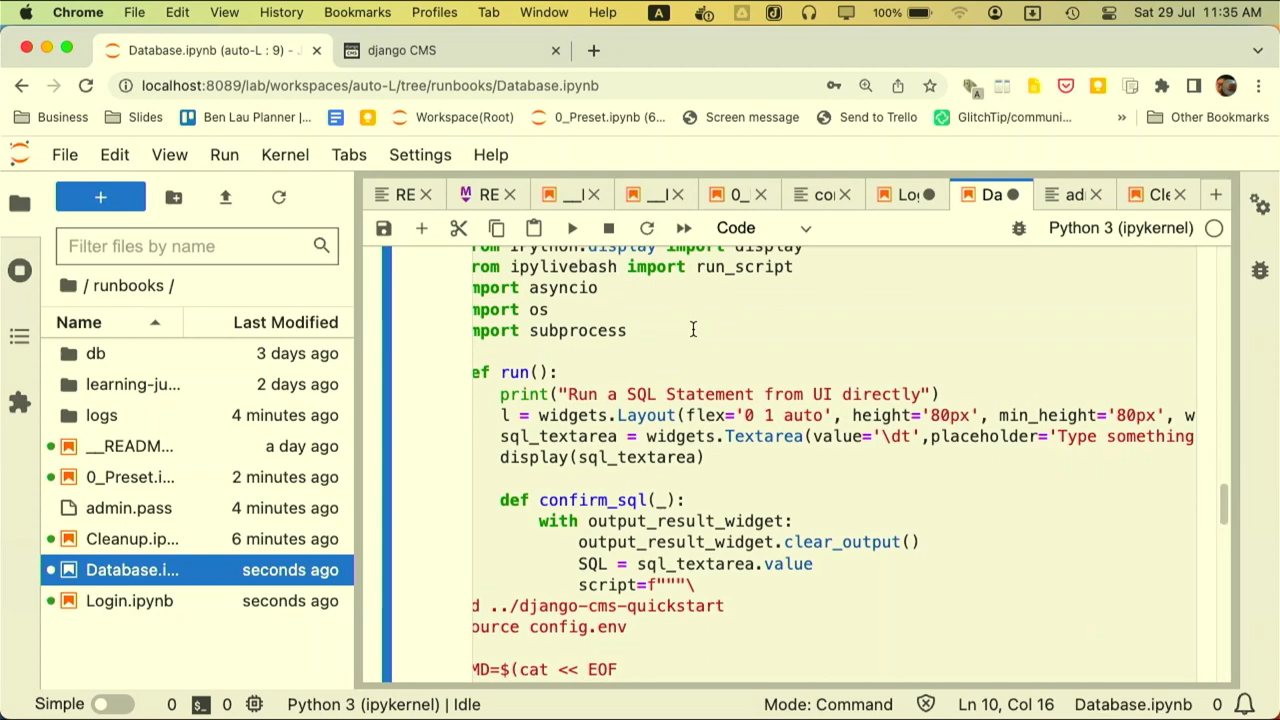 Chrome File Edit View History Bookmarks Profiles Tab Window Help A 100% Sat 29 Jul 11:35 AM
Database.ipynb (auto-L : 9) - django CMS
localhost:8089/lab/workspaces/auto-L/tree/runbooks/Database.ipynb
Business Slides Ben Lau Planner |... Workspace(Root) 0_Preset.ipynb (6... Screen message Send to Trello GlitchTip/communi... » Other Bookmarks
File Edit View Run Kernel Tabs Settings Help
RE RE __I __I 0_ Da Cle
Code Python 3 (ipykernel)
Filter files by name
/ runbooks /
Name Last Modified
db 3 days ago
learning-ju... 2 days ago
logs 4 minutes ago
__READM... a day ago
0_Preset.i... 2 minutes ago
admin.pass 4 minutes ago
Cleanup.ip... 6 minutes ago
Database.i... seconds ago
Login.ipynb seconds ago
rom IPython.display import display
rom ipylivebash import run_script
mport asyncio
mport os
mport subprocess
ef run():
print("Run a SQL Statement from UI directly")
l = widgets.Layout(flex='0 1 auto', height='80px', min_height='80px', w
sql_textarea = widgets.Textarea(value='\dt',placeholder='Type something
display(sql_textarea)
def confirm_sql(_):
with output_result_widget:
output_result_widget.clear_output()
SQL = sql_textarea.value
script=f"""\
d ../django-cms-quickstart
ource config.env
MD=$(cat << EOF
Simple 0 $_ 0 Python 3 (ipykernel) | Idle Mode: Command Ln 10, Col 16 Database.ipynb 0